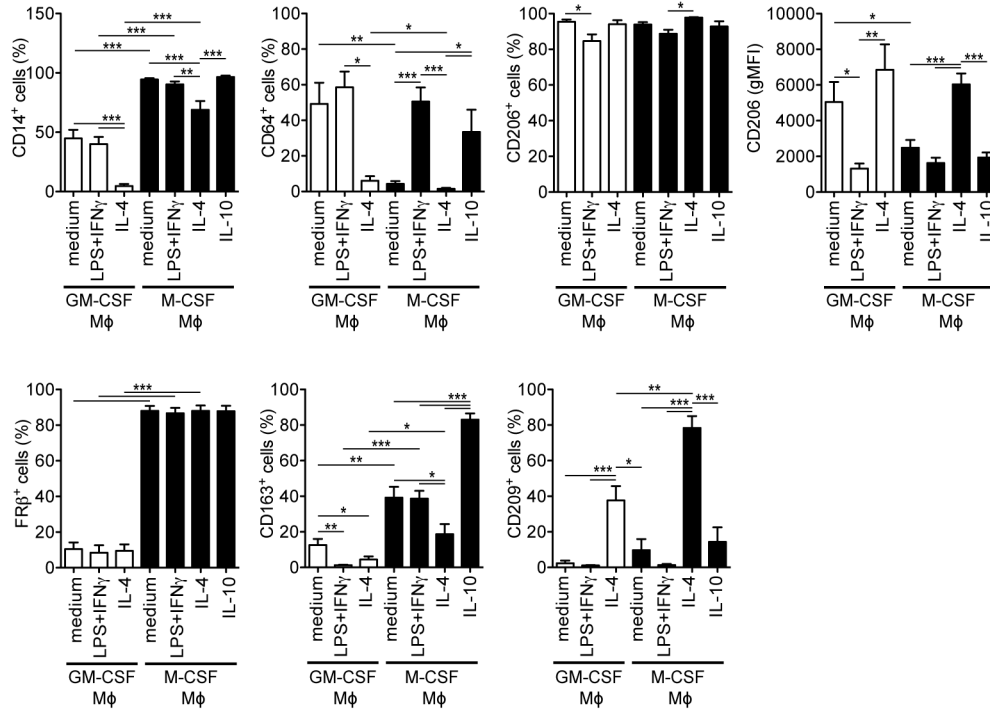 CD14⁺ cells (%)
150
100
50
0
***
***
***
***
***
**
***
medium
LPS+IFNγ
IL-4
medium
LPS+IFNγ
IL-4
IL-10
GM-CSF
Mϕ
M-CSF
Mϕ
CD64⁺ cells (%)
100
80
60
40
20
0
*
**
*
*
***
***
medium
LPS+IFNγ
IL-4
medium
LPS+IFNγ
IL-4
IL-10
GM-CSF
Mϕ
M-CSF
Mϕ
CD206⁺ cells (%)
100
80
60
40
20
0
*
*
medium
LPS+IFNγ
IL-4
medium
LPS+IFNγ
IL-4
IL-10
GM-CSF
Mϕ
M-CSF
Mϕ
CD206 (gMFI)
10000
8000
6000
4000
2000
0
*
**
*
***
***
medium
LPS+IFNγ
IL-4
medium
LPS+IFNγ
IL-4
IL-10
GM-CSF
Mϕ
M-CSF
Mϕ
FRβ⁺ cells (%)
100
80
60
40
20
0
***
medium
LPS+IFNγ
IL-4
medium
LPS+IFNγ
IL-4
IL-10
GM-CSF
Mϕ
M-CSF
Mϕ
CD163⁺ cells (%)
100
80
60
40
20
0
***
*
***
**
*
*
**
medium
LPS+IFNγ
IL-4
medium
LPS+IFNγ
IL-4
IL-10
GM-CSF
Mϕ
M-CSF
Mϕ
CD209⁺ cells (%)
100
80
60
40
20
0
**
***
***
***
*
medium
LPS+IFNγ
IL-4
medium
LPS+IFNγ
IL-4
IL-10
GM-CSF
Mϕ
M-CSF
Mϕ